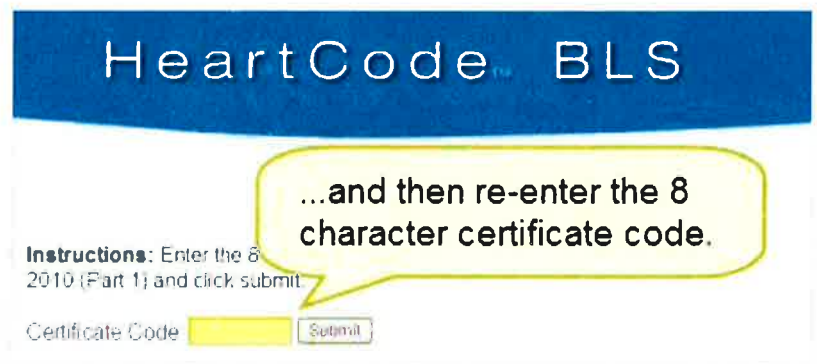 HeartCode™ BLS
...and then re-enter the 8
character certificate code.
Instructions: Enter the 8
2010 (Part 1) and click submit.
Certificate Code Submit